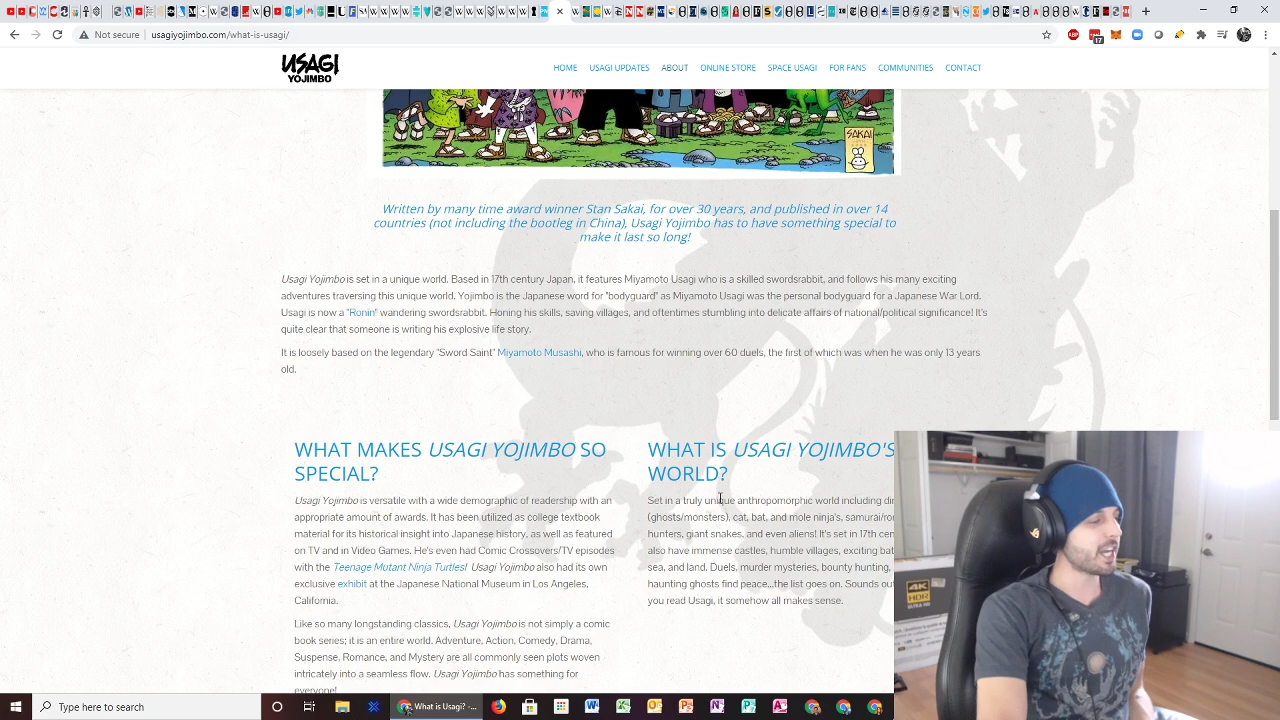 Not secure
usagiyojimbo.com/what-is-usagi/
ABP
17
USAGI
YOJIMBO
HOME USAGI UPDATES ABOUT ONLINE STORE SPACE USAGI FOR FANS COMMUNITIES CONTACT
SAKAI
Written by many time award winner Stan Sakai, for over 30 years, and published in over 14
countries (not including the bootleg in China), Usagi Yojimbo has to have something special to
make it last so long!
Usagi Yojimbo is set in a unique world. Based in 17th century Japan, it features Miyamoto Usagi who is a skilled swordsrabbit, and follows his many exciting
adventures traversing this unique world. Yojimbo is the Japanese word for "bodyguard" as Miyamoto Usagi was the personal bodyguard for a Japanese War Lord.
Usagi is now a "Ronin" wandering swordsrabbit. Honing his skills, saving villages, and oftentimes stumbling into delicate affairs of national/political significance! It's
quite clear that someone is writing his explosive life story.
It is loosely based on the legendary "Sword Saint" Miyamoto Musashi, who is famous for winning over 60 duels, the first of which was when he was only 13 years
old.
WHAT MAKES USAGI YOJIMBO SO
SPECIAL?
Usagi Yojimbo is versatile with a wide demographic of readership with an
appropriate amount of awards. It has been utilized as college textbook
material for its historical insight into Japanese history, as well as featured
on TV and in Video Games. He's even had Comic Crossovers/TV episodes
with the Teenage Mutant Ninja Turtles! Usagi Yojimbo also had its own
exclusive exhibit at the Japanese National Museum in Los Angeles,
California.
Like so many longstanding classics, Usagi Yojimbo is not simply a comic
book series; it is an entire world. Adventure, Action, Comedy, Drama,
Suspense, Romance, and Mystery are all commonly seen plots woven
intricately into a seamless flow. Usagi Yojimbo has something for
everyone!
WHAT IS USAGI YOJIMBO'S
WORLD?
Set in a truly unique anthropomorphic world including
(ghosts/monsters), cat, bat, and mole ninja's,
hunters, giant snakes, and even aliens! It's set in 17th
also have immense castles, humble villages, exciting
sea, and land. Duels, murder mysteries, bounty hunting,
haunting ghosts find peace...the list goes on. Sounds
you read Usagi, it somehow all makes sense.
4K
HDR
Type here to search
What is Usagi? -...